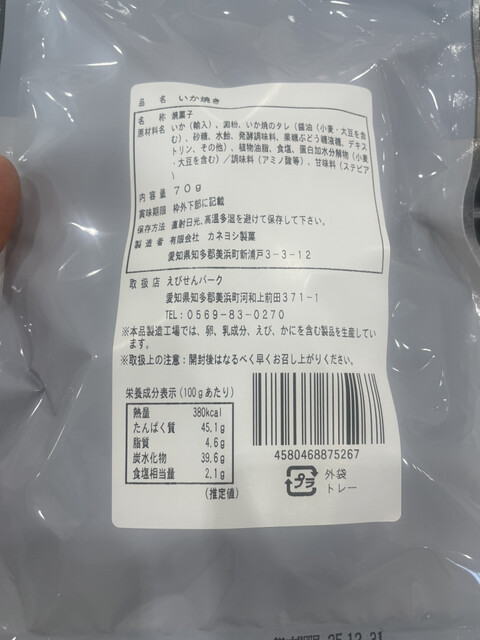 品 名 いか焼き
名 称 焼菓子
原材料名 いか（輸入）、澱粉、いか焼のタレ（醤油（小麦・大豆を含
む）、砂糖、水飴、発酵調味料、果糖ぶどう糖液糖、デキス
トリン、その他）、植物油脂、食塩、蛋白加水分解物（小麦
・大豆を含む）／調味料（アミノ酸等）、甘味料（ステビア
）
内 容 量 70g
賞味期限 枠外下部に記載
保存方法 直射日光、高温多湿を避けて保存して下さい。
製 造 者 有限会社 カネヨシ製菓
愛知県知多郡美浜町新浦戸3-3-12
取 扱 店 えびせんパーク
愛知県知多郡美浜町河和上前田371-1
TEL:0569-83-0270
※本品製造工場では、卵、乳成分、えび、かにを含む製品を生産してい
ます。
※取扱上の注意：開封後はなるべく早くお召し上がりください。
栄養成分表示(100gあたり)
熱量 380kcal
たんぱく質 45.1g
脂質 4.6g
炭水化物 39.6g
食塩相当量 2.1g
(推定値)
4580468875267
プラ 外袋
トレー
25.12.31